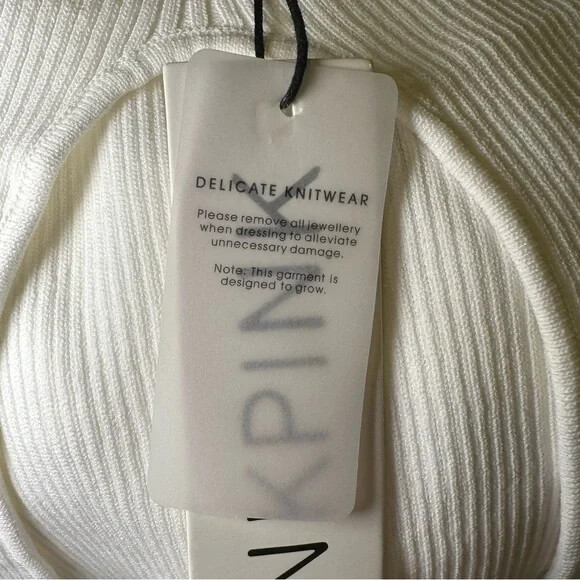 DELICATE KNITWEAR
Please remove all jewellery
when dressing to alleviate
unnecessary damage.
Note: This garment is
designed to grow.
NKPINK